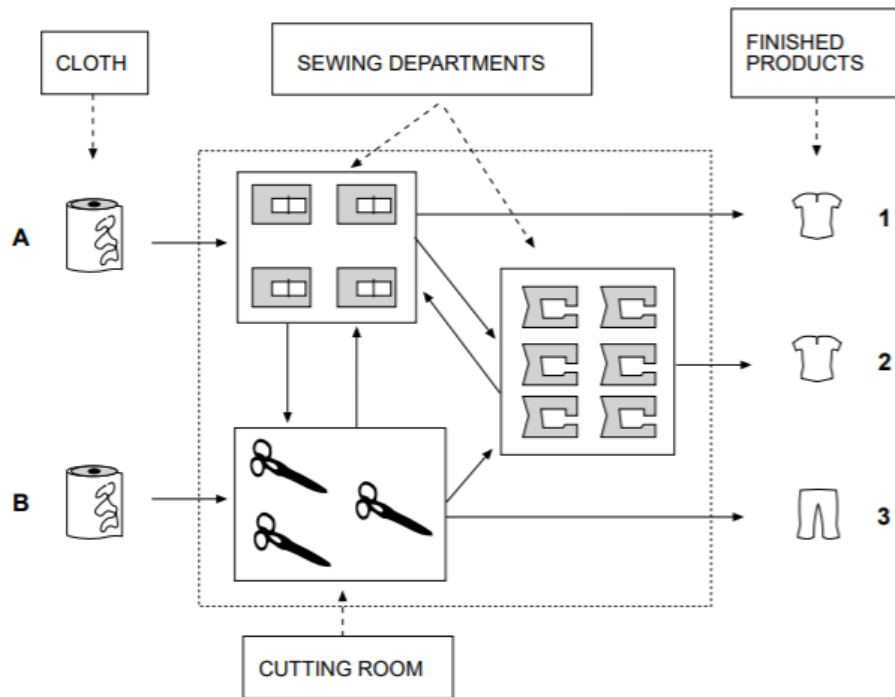 CLOTH
SEWING DEPARTMENTS
FINISHED
PRODUCTS
A
1
2
B
3
CUTTING ROOM